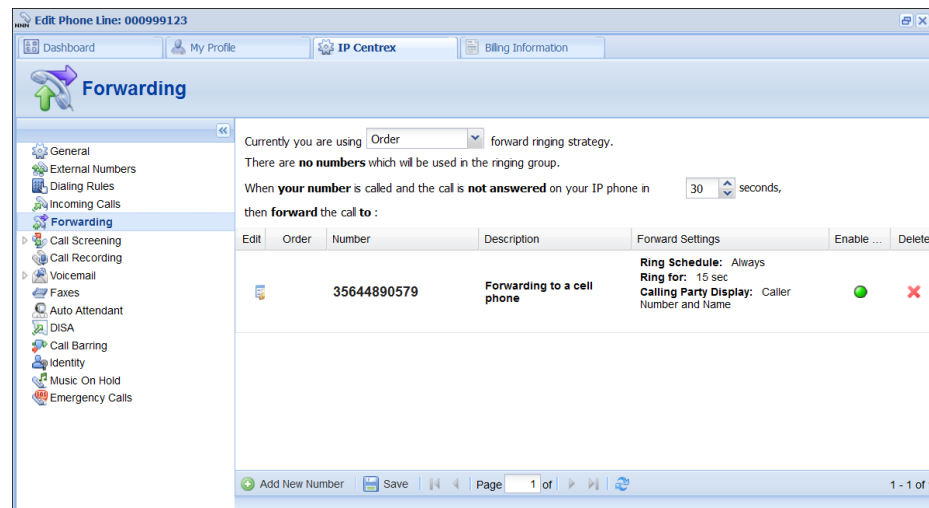 Edit Phone Line: 000999123
Dashboard
My Profile
IP Centrex
Billing Information
Forwarding
General
External Numbers
Dialing Rules
Incoming Calls
Forwarding
Call Screening
Call Recording
Voicemail
Faxes
Auto Attendant
DISA
Call Barring
Identity
Music On Hold
Emergency Calls
Currently you are using Order forward ringing strategy.
There are no numbers which will be used in the ringing group.
When your number is called and the call is not answered on your IP phone in 30 seconds,
then forward the call to :
Edit Order Number Description Forward Settings Enable ... Delete
35644890579
Forwarding to a cell
phone
Ring Schedule: Always
Ring for: 15 sec
Calling Party Display: Caller
Number and Name
Add New Number Save Page 1 of 1 - 1 of